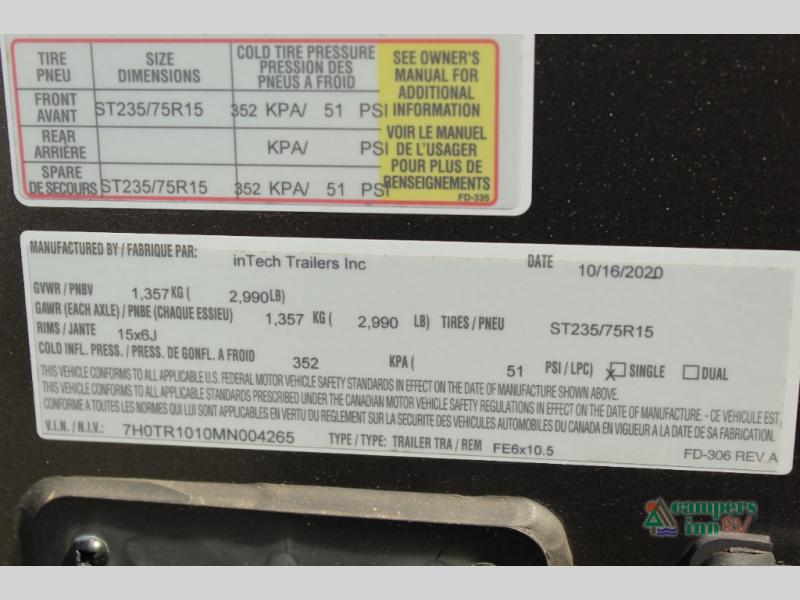 TIRE SIZE COLD TIRE PRESSURE SEE OWNER'S
PNEU DIMENSIONS PRESSION DES MANUAL FOR
PNEUS A FROID ADDITIONAL
FRONT ST235/75R15 352 KPA/ 51 PSI INFORMATION
AVANT
REAR KPA/ PSI VOIR LE MANUEL
ARRIÈRE DE L'USAGER
SPARE ST235/75R15 352 KPA/ 51 PSI POUR PLUS DE
DE SECOURS RENSEIGNEMENTS
FD-335
MANUFACTURED BY / FABRIQUE PAR: inTech Trailers Inc DATE 10/16/2020
GVWR / PNBV 1,357 KG ( 2,990 LB)
GAWR (EACH AXLE) / PNBE (CHAQUE ESSIEU) 1,357 KG ( 2,990 LB) TIRES / PNEU ST235/75R15
RIMS / JANTE 15x6J
COLD INFL. PRESS. / PRESS. DE GONFL. A FROID 352 KPA ( 51 PSI / LPC) X SINGLE DUAL
THIS VEHICLE CONFORMS TO ALL APPLICABLE U.S. FEDERAL MOTOR VEHICLE SAFETY STANDARDS IN EFFECT ON THE DATE OF MANUFACTURE SHOWN ABOVE.
THIS VEHICLE CONFORMS TO ALL APPLICABLE STANDARDS PRESCRIBED UNDER THE CANADIAN MOTOR VEHICLE SAFETY REGULATIONS IN EFFECT ON THE DATE OF MANUFACTURE. - CE VEHICULE EST
CONFORME A TOUTES LES NORMES QUI LUI SONT APPLICABLES EN VERTU DU REGLEMENT SUR LA SECURITE DES VEHICULES AUTOMOBILES DU CANADA EN VIGUEUR A LA DATE DE SA FABRICATION.
V.I.N. / N.I.V.: 7H0TR1010MN004265 TYPE / TYPE: TRAILER TRA / REM FE6x10.5 FD-306 REV A
campers
inn RV